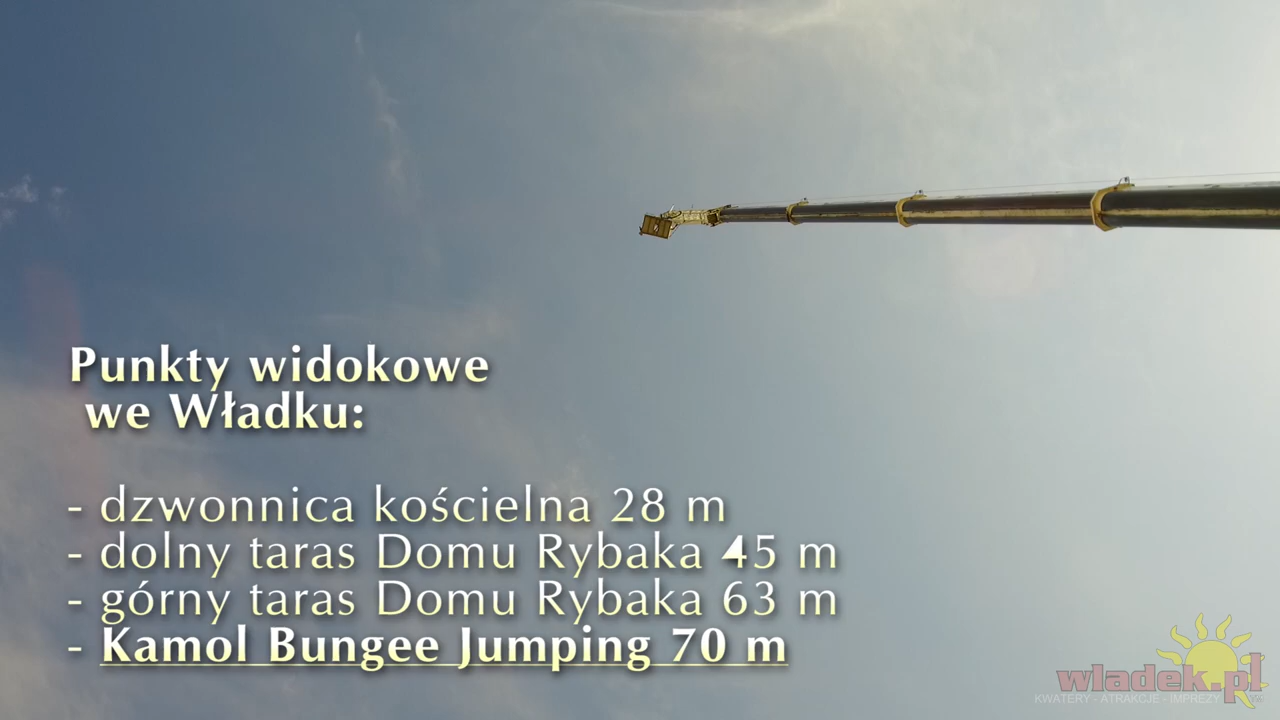 Punkty widokowe
we Władku:
- dzwonnica kościelna 28 m
- dolny taras Domu Rybaka 45 m
- górny taras Domu Rybaka 63 m
- Kamol Bungee Jumping 70 m
wladek.pl
KWATERY - ATRAKCJE - IMPREZY